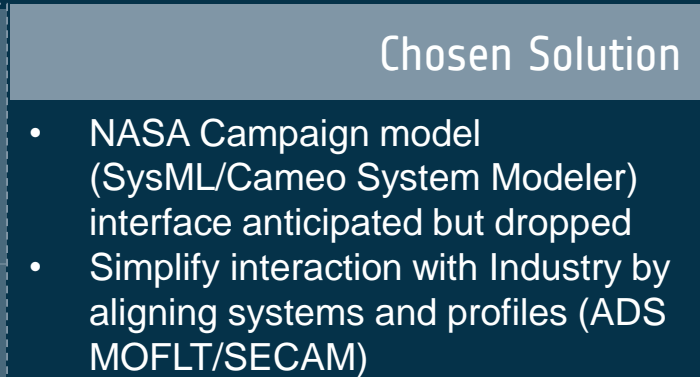 Chosen Solution
• NASA Campaign model
(SysML/Cameo System Modeler)
interface anticipated but dropped
• Simplify interaction with Industry by
aligning systems and profiles (ADS
MOFLT/SECAM)